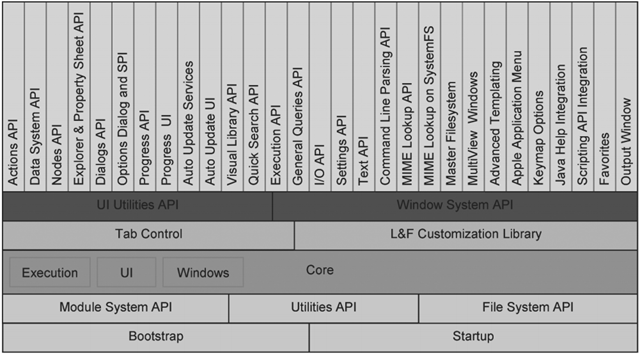 Actions API
Data System API
Nodes API
Explorer & Property Sheet API
Dialogs API
Options Dialog and SPI
Progress API
Progress UI
Auto Update Services
Auto Update UI
Visual Library API
Quick Search API
Execution API
General Queries API
I/O API
Settings API
Text API
Command Line Parsing API
MIME Lookup API
MIME Lookup on SystemFS
Master Filesystem
MultiView Windows
Advanced Templating
Apple Application Menu
Keymap Options
Java Help Integration
Scripting API Integration
Favorites
Output Window
UI Utilities API
Window System API
Tab Control
L&F Customization Library
Execution
UI
Windows
Core
Module System API
Utilities API
File System API
Bootstrap
Startup